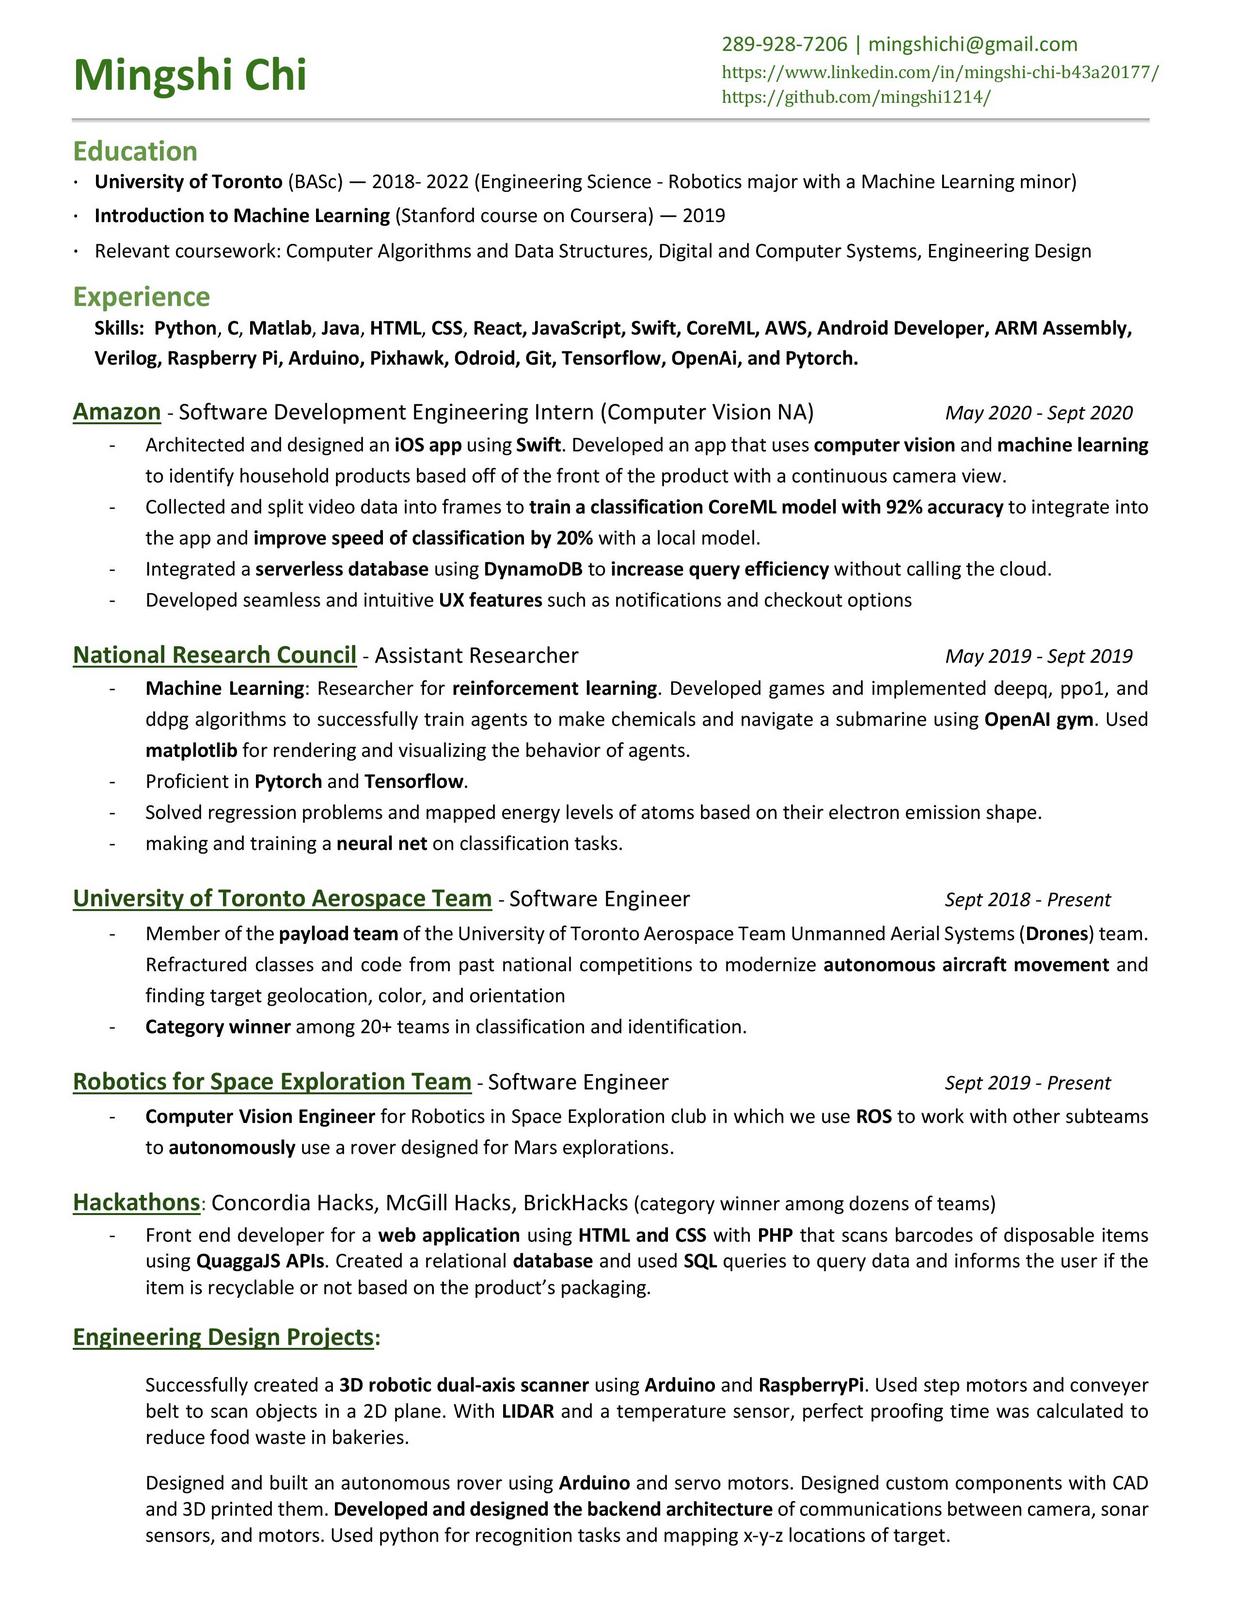 Mingshi Chi
289-928-7206 | mingshichi@gmail.com
https://www.linkedin.com/in/mingshi-chi-b43a20177/
https://github.com/mingshi1214/
Education
· University of Toronto (BASc) — 2018- 2022 (Engineering Science - Robotics major with a Machine Learning minor)
· Introduction to Machine Learning (Stanford course on Coursera) — 2019
· Relevant coursework: Computer Algorithms and Data Structures, Digital and Computer Systems, Engineering Design
Experience
Skills: Python, C, Matlab, Java, HTML, CSS, React, JavaScript, Swift, CoreML, AWS, Android Developer, ARM Assembly,
Verilog, Raspberry Pi, Arduino, Pixhawk, Odroid, Git, Tensorflow, OpenAi, and Pytorch.
Amazon - Software Development Engineering Intern (Computer Vision NA) May 2020 - Sept 2020
- Architected and designed an iOS app using Swift. Developed an app that uses computer vision and machine learning
to identify household products based off of the front of the product with a continuous camera view.
- Collected and split video data into frames to train a classification CoreML model with 92% accuracy to integrate into
the app and improve speed of classification by 20% with a local model.
- Integrated a serverless database using DynamoDB to increase query efficiency without calling the cloud.
- Developed seamless and intuitive UX features such as notifications and checkout options
National Research Council - Assistant Researcher May 2019 - Sept 2019
- Machine Learning: Researcher for reinforcement learning. Developed games and implemented deepq, ppo1, and
ddpg algorithms to successfully train agents to make chemicals and navigate a submarine using OpenAI gym. Used
matplotlib for rendering and visualizing the behavior of agents.
- Proficient in Pytorch and Tensorflow.
- Solved regression problems and mapped energy levels of atoms based on their electron emission shape.
- making and training a neural net on classification tasks.
University of Toronto Aerospace Team - Software Engineer Sept 2018 - Present
- Member of the payload team of the University of Toronto Aerospace Team Unmanned Aerial Systems (Drones) team.
Refractured classes and code from past national competitions to modernize autonomous aircraft movement and
finding target geolocation, color, and orientation
- Category winner among 20+ teams in classification and identification.
Robotics for Space Exploration Team - Software Engineer Sept 2019 - Present
- Computer Vision Engineer for Robotics in Space Exploration club in which we use ROS to work with other subteams
to autonomously use a rover designed for Mars explorations.
Hackathons: Concordia Hacks, McGill Hacks, BrickHacks (category winner among dozens of teams)
- Front end developer for a web application using HTML and CSS with PHP that scans barcodes of disposable items
using QuaggaJS APIs. Created a relational database and used SQL queries to query data and informs the user if the
item is recyclable or not based on the product’s packaging.
Engineering Design Projects:
Successfully created a 3D robotic dual-axis scanner using Arduino and RaspberryPi. Used step motors and conveyer
belt to scan objects in a 2D plane. With LIDAR and a temperature sensor, perfect proofing time was calculated to
reduce food waste in bakeries.
Designed and built an autonomous rover using Arduino and servo motors. Designed custom components with CAD
and 3D printed them. Developed and designed the backend architecture of communications between camera, sonar
sensors, and motors. Used python for recognition tasks and mapping x-y-z locations of target.